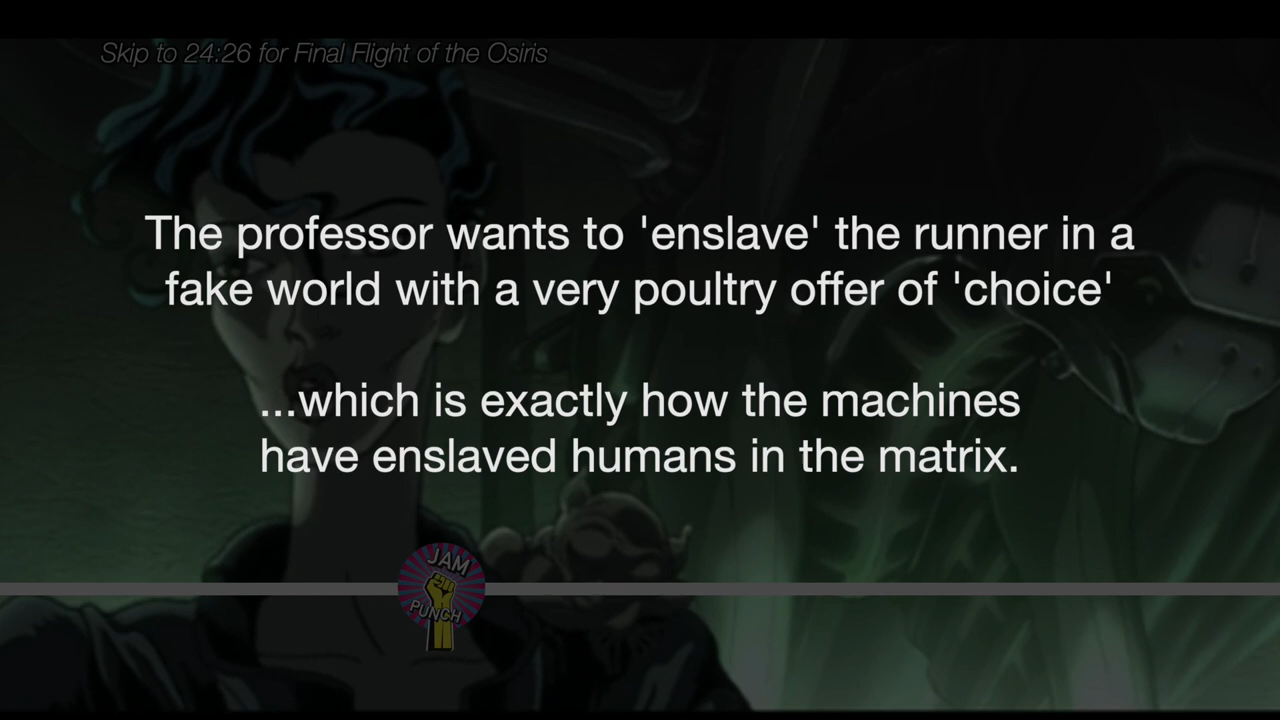 Skip to 24:26 for Final Flight of the Osiris
The professor wants to 'enslave' the runner in a
fake world with a very poultry offer of 'choice'
...which is exactly how the machines
have enslaved humans in the matrix.
JAM
PUNCH